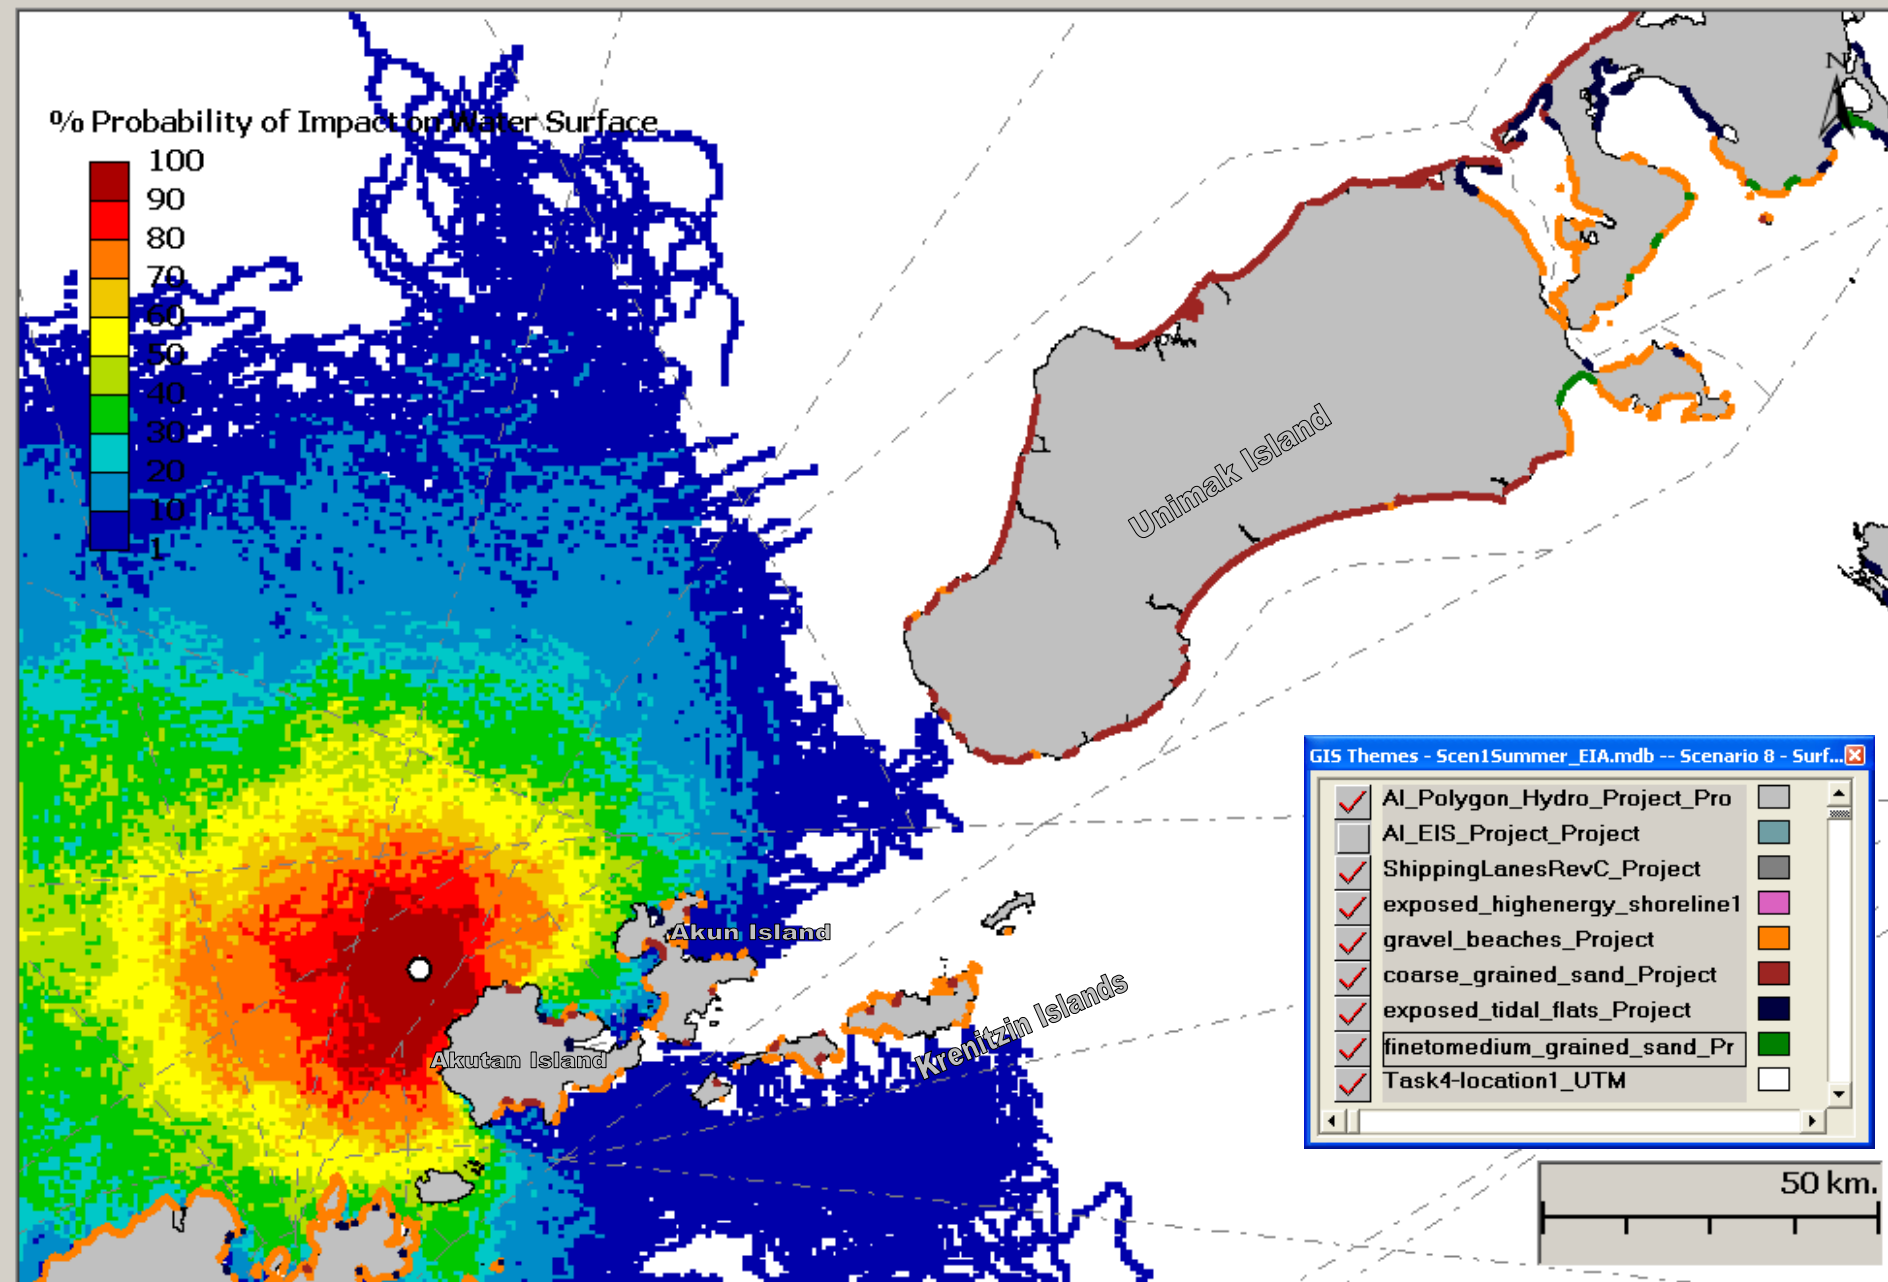 % Probability of Impact on Water Surface
100
90
80
70
60
50
40
30
20
10
1
N
Unimak Island
Akun Island
Akutan Island
Krenitzin Islands
GIS Themes - Scen1Summer_EIA.mdb -- Scenario 8 - Surf...
AI_Polygon_Hydro_Project_Pro
AI_EIS_Project_Project
ShippingLanesRevC_Project
exposed_highenergy_shoreline1
gravel_beaches_Project
coarse_grained_sand_Project
exposed_tidal_flats_Project
finetomedium_grained_sand_Pr
Task4-location1_UTM
50 km.